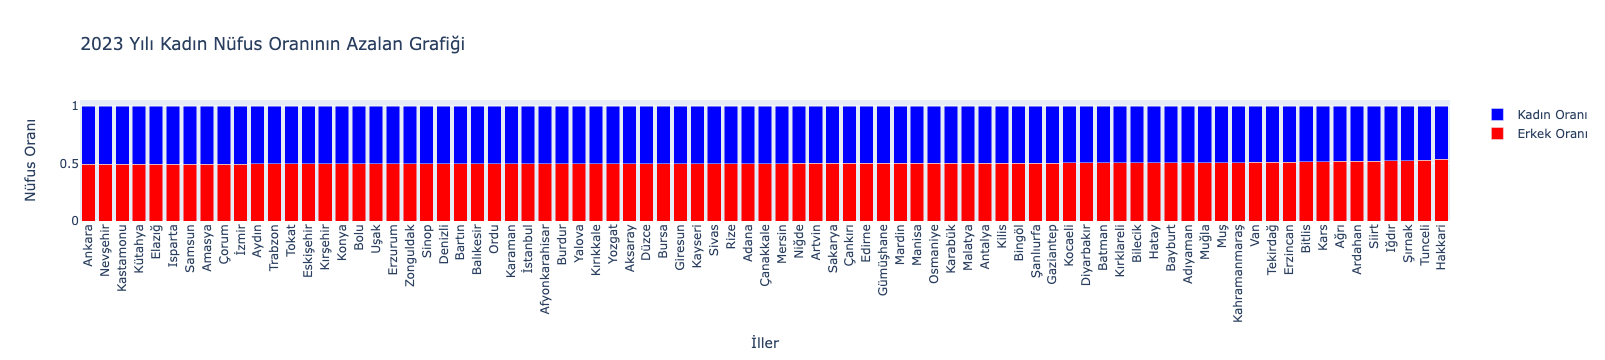 2023 Yılı Kadın Nüfus Oranının Azalan Grafiği
Nüfus Oranı
1
0.5
0
Ankara
Nevşehir
Kastamonu
Kütahya
Elazığ
Isparta
Samsun
Amasya
Çorum
İzmir
Aydın
Trabzon
Tokat
Eskişehir
Kırşehir
Konya
Bolu
Uşak
Erzurum
Zonguldak
Sinop
Denizli
Bartın
Balıkesir
Ordu
Karaman
İstanbul
Afyonkarahisar
Burdur
Yalova
Kırıkkale
Yozgat
Aksaray
Düzce
Bursa
Giresun
Kayseri
Sivas
Rize
Adana
Çanakkale
Mersin
Niğde
Artvin
Sakarya
Çankırı
Edirne
Gümüşhane
Mardin
Manisa
Osmaniye
Karabük
Malatya
Antalya
Kilis
Bingöl
Şanlıurfa
Gaziantep
Kocaeli
Diyarbakır
Batman
Kırklareli
Bilecik
Hatay
Bayburt
Adıyaman
Muğla
Muş
Kahramanmaraş
Van
Tekirdağ
Erzincan
Bitlis
Kars
Ağrı
Ardahan
Siirt
Iğdır
Şırnak
Tunceli
Hakkari
İller
Kadın Oranı
Erkek Oranı